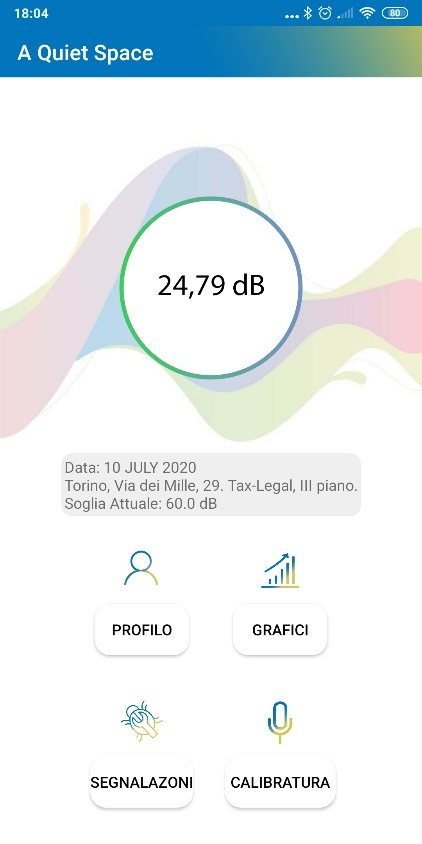 18:04
80
A Quiet Space
24,79 dB
Data: 10 JULY 2020
Torino, Via dei Mille, 29. Tax-Legal, III piano.
Soglia Attuale: 60.0 dB
PROFILO
GRAFICI
SEGNALAZONI
CALIBRATURA